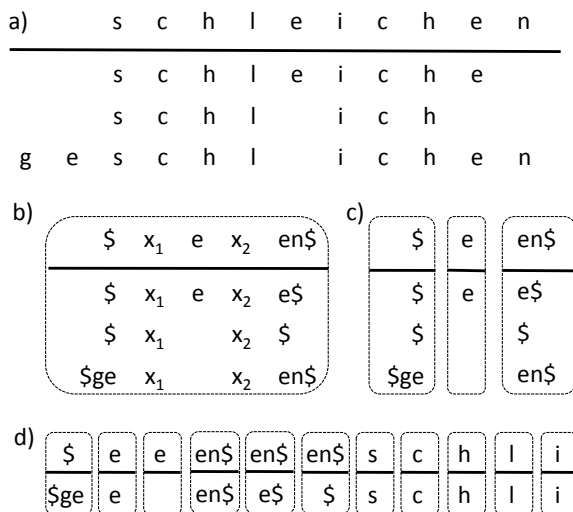 a) s c h l e i c h e n
s c h l e i c h e
s c h l i c h
g e s c h l i c h e n
b) c)
$ x₁ e x₂ en$ $ e en$
$ x₁ e x₂ e$ $ e e$
$ x₁ x₂ $ $ $
$ge x₁ x₂ en$ $ge en$
d) $ e e en$ en$ en$ s c h l i
$ge e en$ e$ $ s c h l i